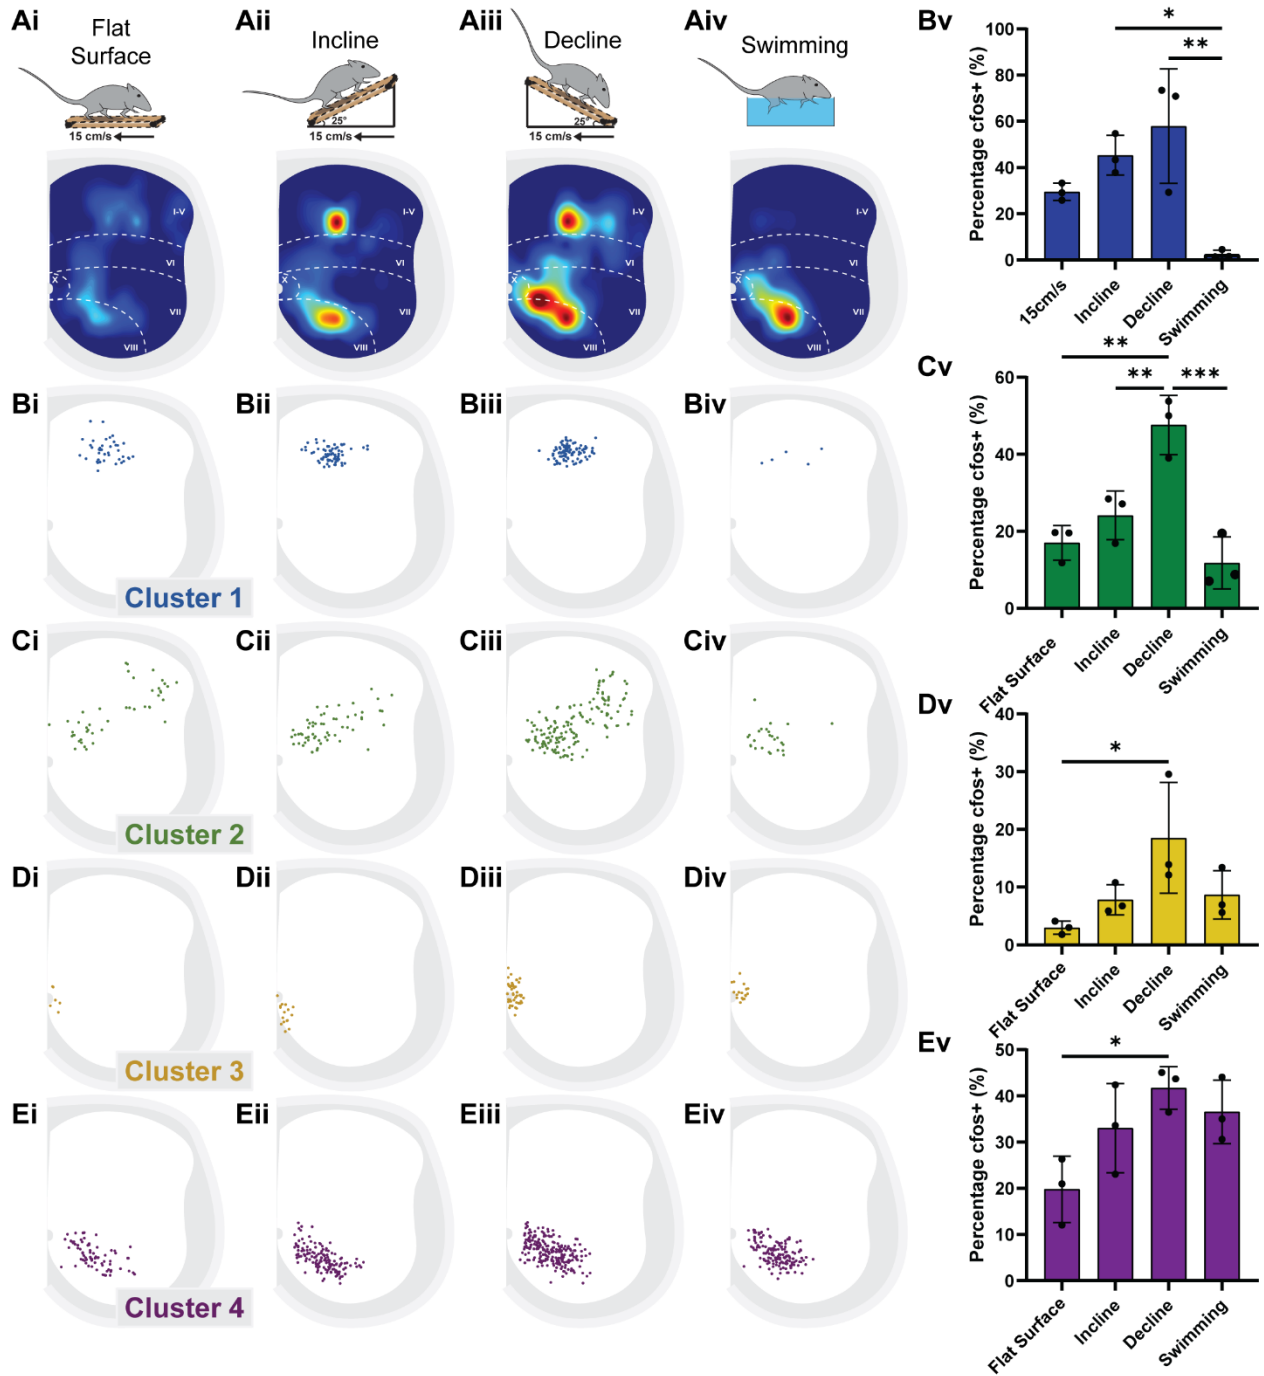 Ai
Flat
Surface
15 cm/s
Aii
Incline
25°
15 cm/s
Aiii
Decline
25°
15 cm/s
Aiv
Swimming
I-V
VI
X
VII
VIII
I-V
VI
X
VII
VIII
I-V
VI
X
VII
VIII
I-V
VI
X
VII
VIII
Bi
Bii
Biii
Biv
Cluster 1
Ci
Cii
Ciii
Civ
Cluster 2
Di
Dii
Diii
Div
Cluster 3
Ei
Eii
Eiii
Eiv
Cluster 4
Bv
Percentage cfos+ (%)
100
80
60
40
20
0
*
**
15cm/s
Incline
Decline
Swimming
Cv
Percentage cfos+ (%)
60
40
20
0
**
** ***
Flat Surface
Incline
Decline
Swimming
Dv
Percentage cfos+ (%)
40
30
20
10
0
*
Flat Surface
Incline
Decline
Swimming
Ev
Percentage cfos+ (%)
50
40
30
20
10
0
*
Flat Surface
Incline
Decline
Swimming